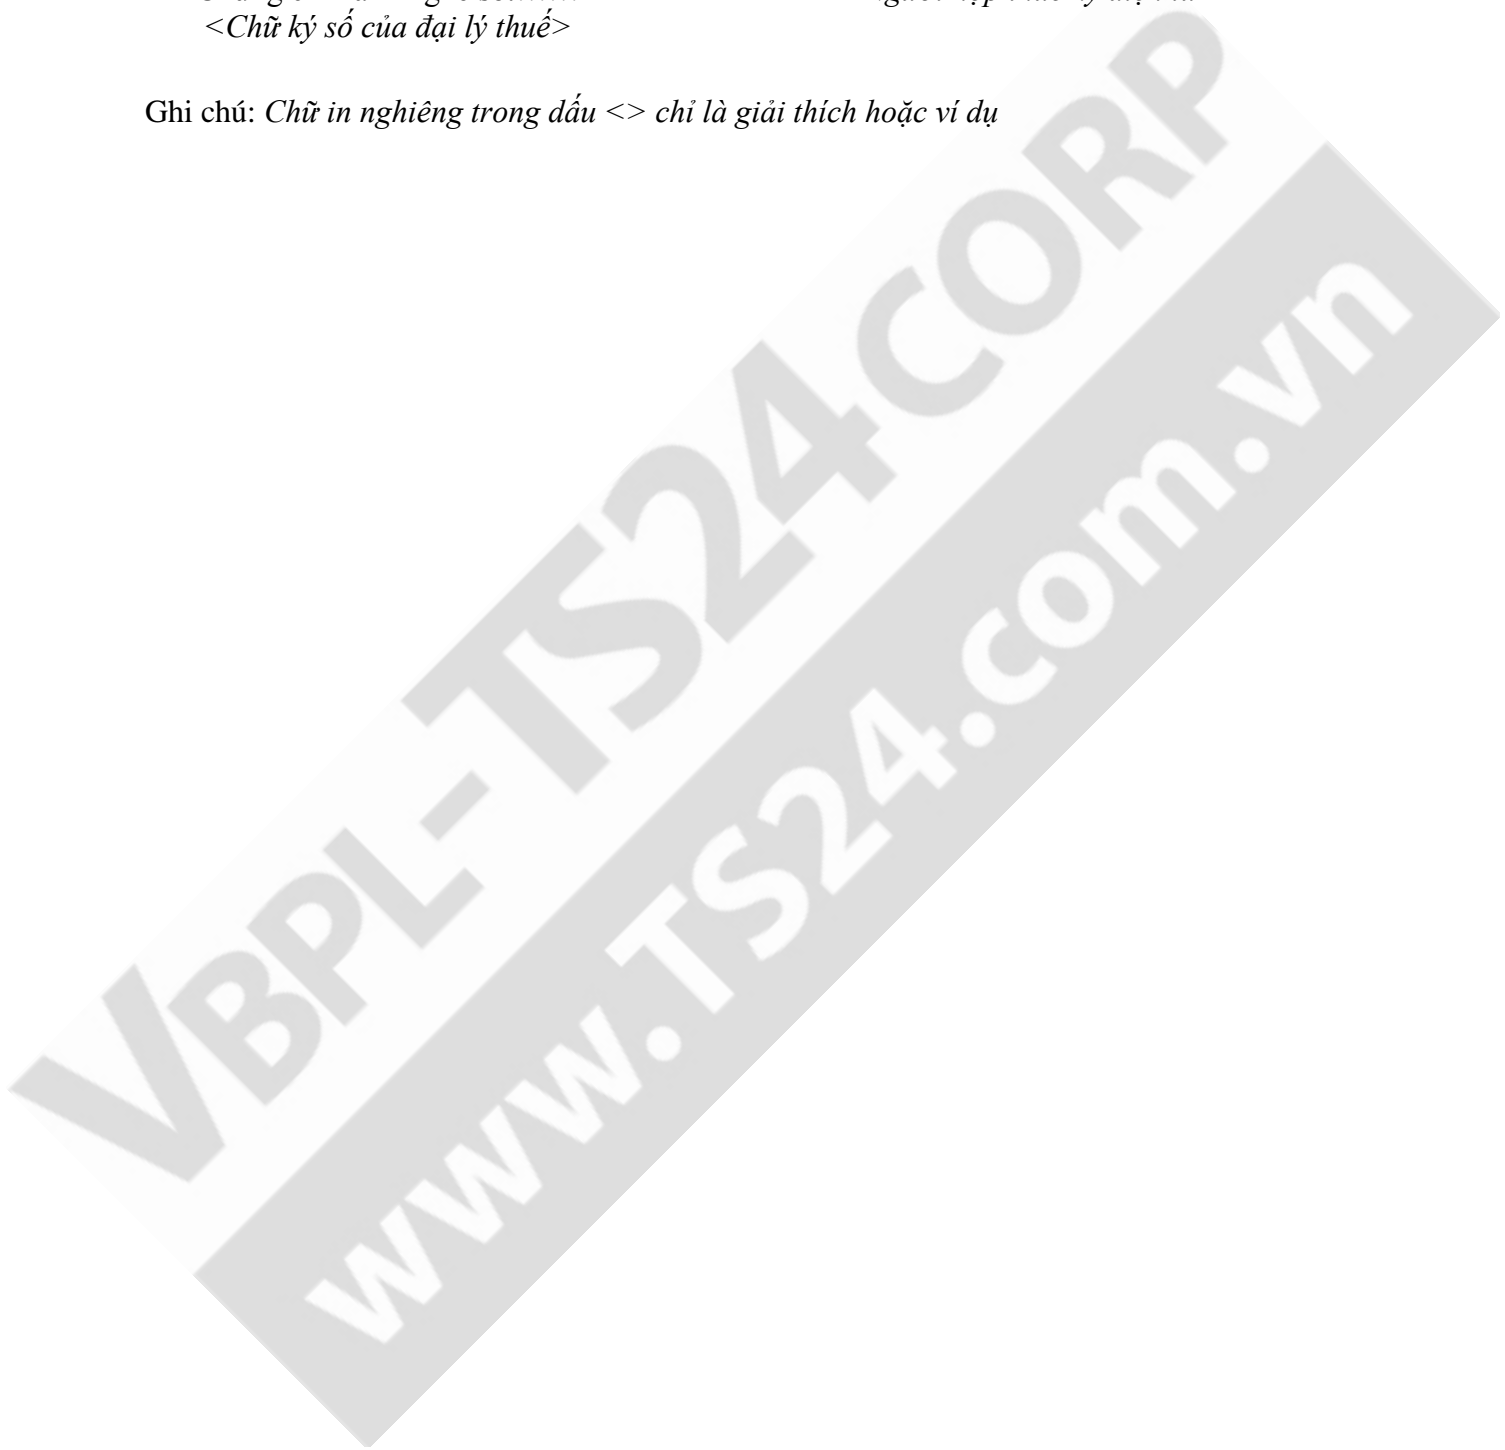 <Chữ ký số của đại lý thuế>
Ghi chú: Chữ in nghiêng trong dấu <> chỉ là giải thích hoặc ví dụ
VBPL-TS24CORP
www.TS24.com.vn